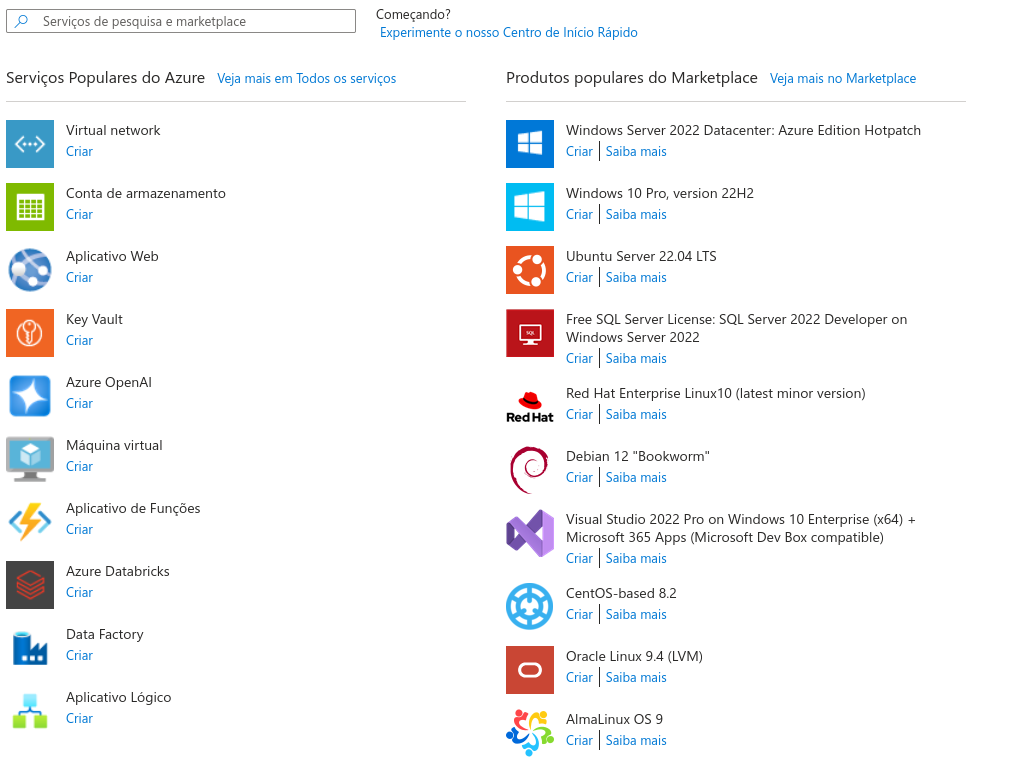 Serviços de pesquisa e marketplace
Começando?
Experimente o nosso Centro de Início Rápido
Serviços Populares do Azure Veja mais em Todos os serviços
Virtual network
Criar
Conta de armazenamento
Criar
Aplicativo Web
Criar
Key Vault
Criar
Azure OpenAI
Criar
Máquina virtual
Criar
Aplicativo de Funções
Criar
Azure Databricks
Criar
Data Factory
Criar
Aplicativo Lógico
Criar
Produtos populares do Marketplace Veja mais no Marketplace
Windows Server 2022 Datacenter: Azure Edition Hotpatch
Criar | Saiba mais
Windows 10 Pro, version 22H2
Criar | Saiba mais
Ubuntu Server 22.04 LTS
Criar | Saiba mais
SQL
Free SQL Server License: SQL Server 2022 Developer on
Windows Server 2022
Criar | Saiba mais
Red Hat
Red Hat Enterprise Linux10 (latest minor version)
Criar | Saiba mais
Debian 12 "Bookworm"
Criar | Saiba mais
Visual Studio 2022 Pro on Windows 10 Enterprise (x64) +
Microsoft 365 Apps (Microsoft Dev Box compatible)
Criar | Saiba mais
CentOS-based 8.2
Criar | Saiba mais
Oracle Linux 9.4 (LVM)
Criar | Saiba mais
AlmaLinux OS 9
Criar | Saiba mais